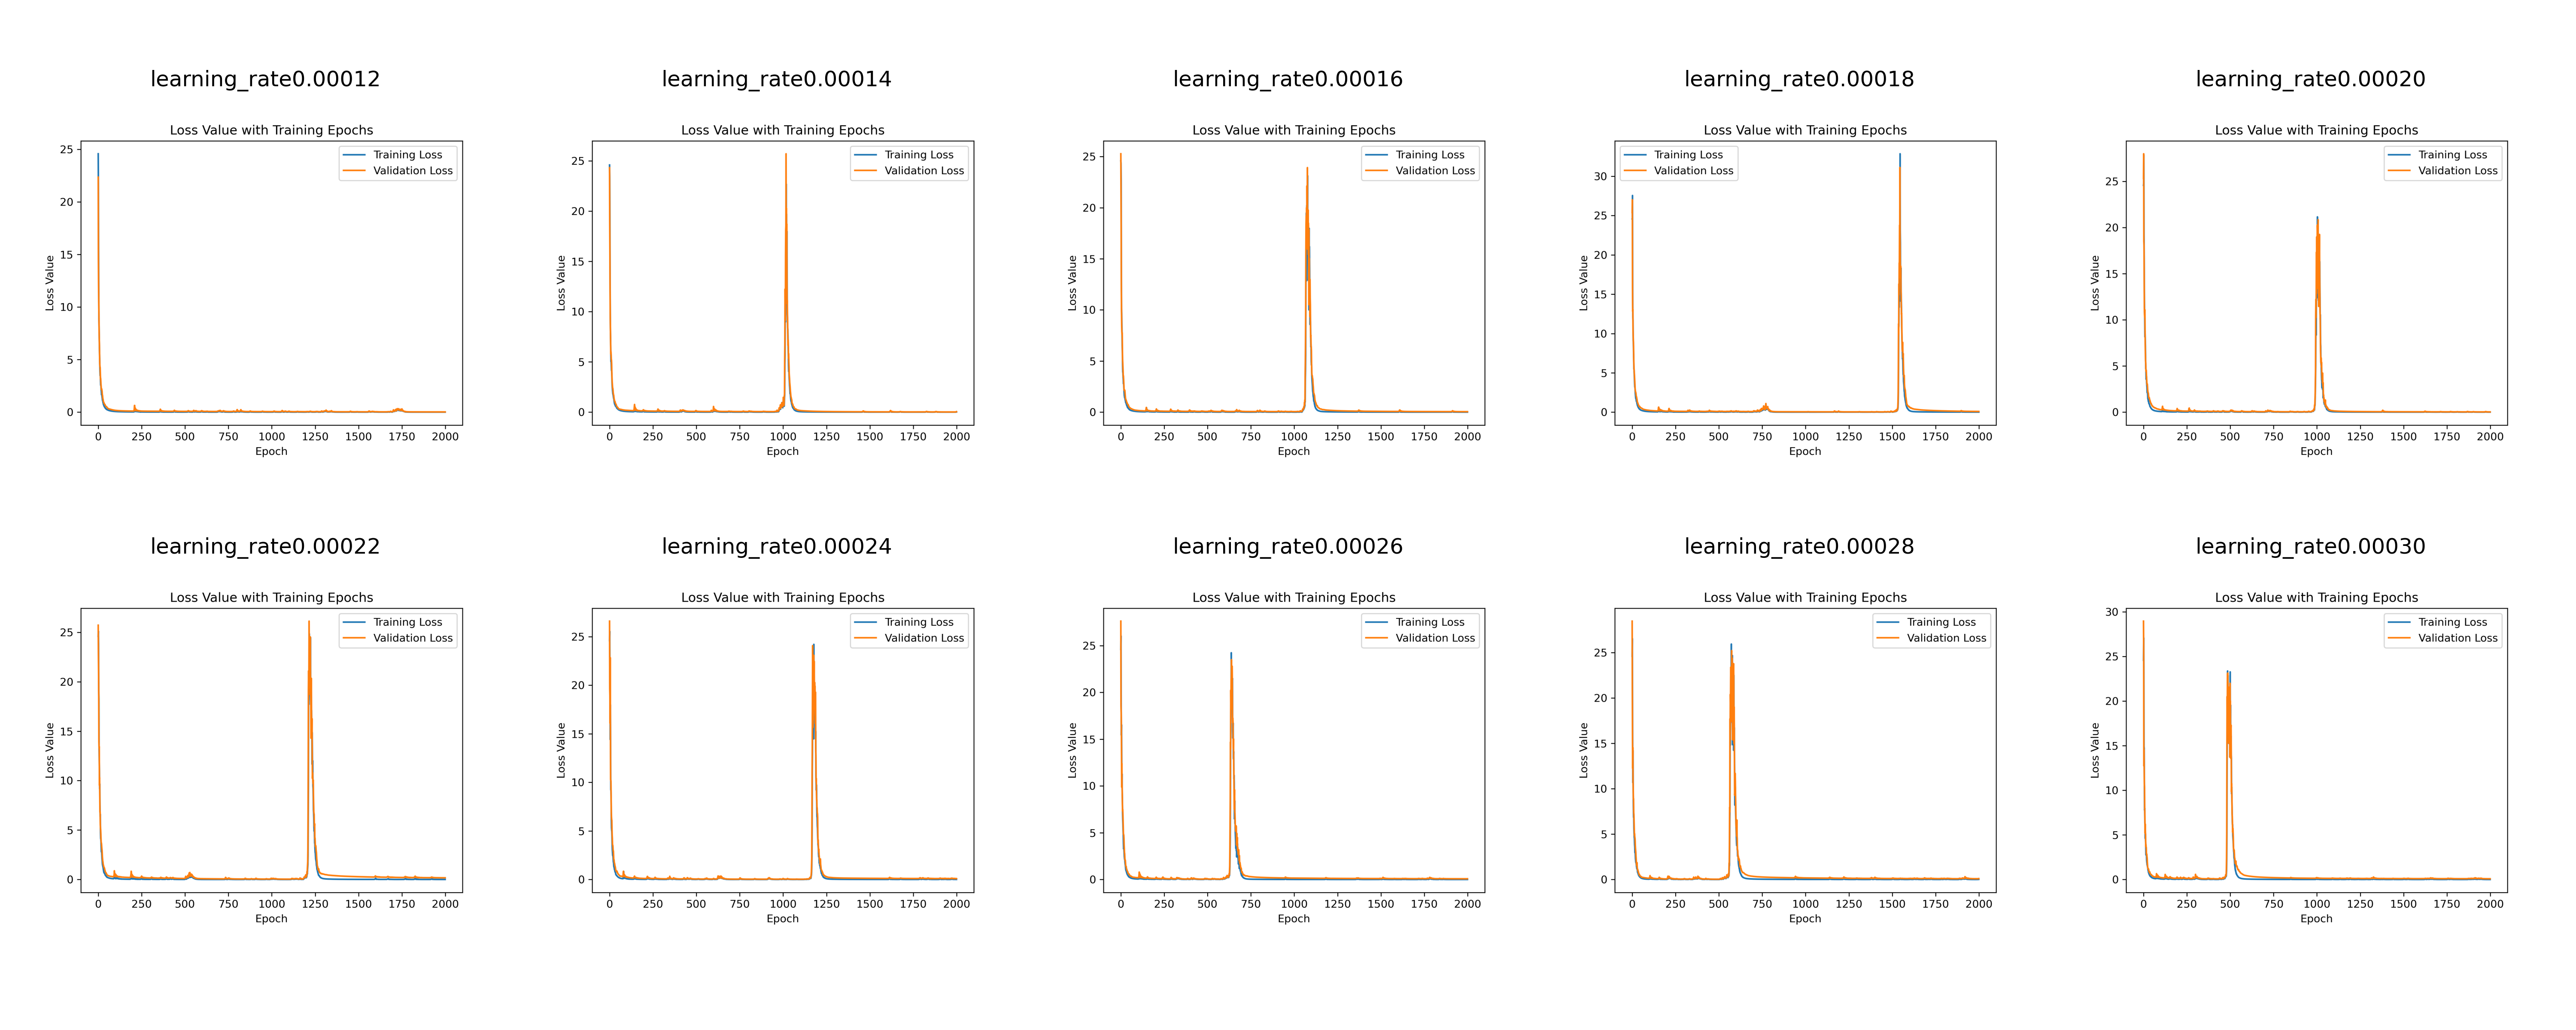 learning_rate0.00012
Loss Value with Training Epochs
Training Loss
Validation Loss
25
20
15
10
5
0
Loss Value
0 250 500 750 1000 1250 1500 1750 2000
Epoch
learning_rate0.00014
Loss Value with Training Epochs
Training Loss
Validation Loss
25
20
15
10
5
0
Loss Value
0 250 500 750 1000 1250 1500 1750 2000
Epoch
learning_rate0.00016
Loss Value with Training Epochs
Training Loss
Validation Loss
25
20
15
10
5
0
Loss Value
0 250 500 750 1000 1250 1500 1750 2000
Epoch
learning_rate0.00018
Loss Value with Training Epochs
Training Loss
Validation Loss
30
25
20
15
10
5
0
Loss Value
0 250 500 750 1000 1250 1500 1750 2000
Epoch
learning_rate0.00020
Loss Value with Training Epochs
Training Loss
Validation Loss
25
20
15
10
5
0
Loss Value
0 250 500 750 1000 1250 1500 1750 2000
Epoch
learning_rate0.00022
Loss Value with Training Epochs
Training Loss
Validation Loss
25
20
15
10
5
0
Loss Value
0 250 500 750 1000 1250 1500 1750 2000
Epoch
learning_rate0.00024
Loss Value with Training Epochs
Training Loss
Validation Loss
25
20
15
10
5
0
Loss Value
0 250 500 750 1000 1250 1500 1750 2000
Epoch
learning_rate0.00026
Loss Value with Training Epochs
Training Loss
Validation Loss
25
20
15
10
5
0
Loss Value
0 250 500 750 1000 1250 1500 1750 2000
Epoch
learning_rate0.00028
Loss Value with Training Epochs
Training Loss
Validation Loss
25
20
15
10
5
0
Loss Value
0 250 500 750 1000 1250 1500 1750 2000
Epoch
learning_rate0.00030
Loss Value with Training Epochs
Training Loss
Validation Loss
30
25
20
15
10
5
0
Loss Value
0 250 500 750 1000 1250 1500 1750 2000
Epoch